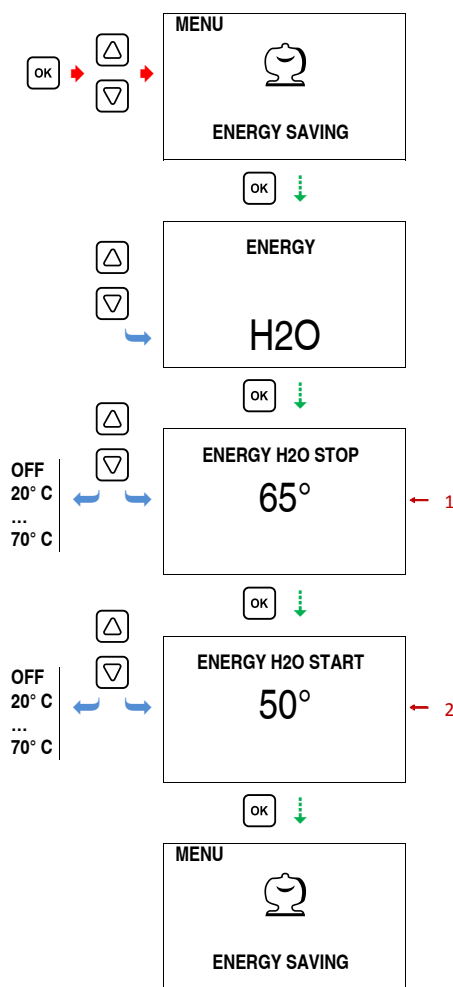 MENU
OK
ENERGY SAVING
OK
ENERGY
H2O
OK
ENERGY H2O STOP
OFF
20° C
...
70° C
65°
1
OK
ENERGY H2O START
OFF
20° C
...
70° C
50°
2
OK
MENU
ENERGY SAVING